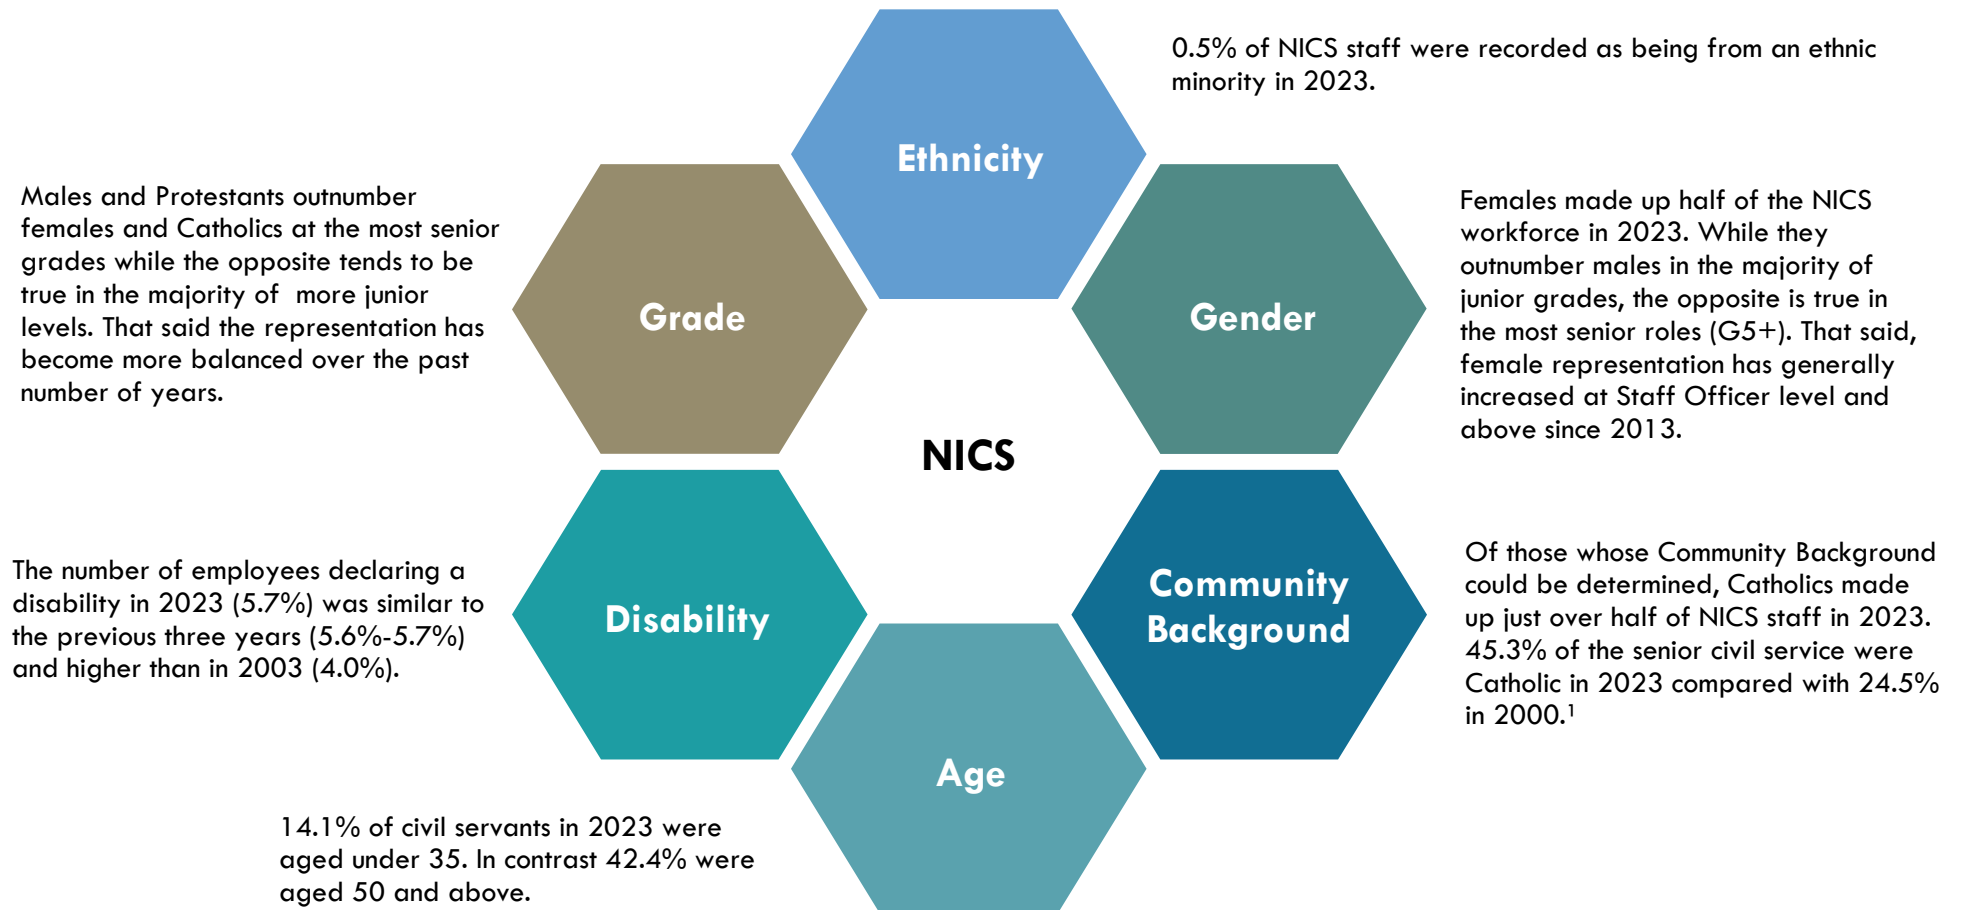 Ethnicity
0.5% of NICS staff were recorded as being from an ethnic
minority in 2023.
Grade
Males and Protestants outnumber
females and Catholics at the most senior
grades while the opposite tends to be
true in the majority of  more junior
levels. That said the representation has
become more balanced over the past
number of years.
Gender
Females made up half of the NICS
workforce in 2023. While they
outnumber males in the majority of
junior grades, the opposite is true in
the most senior roles (G5+). That said,
female representation has generally
increased at Staff Officer level and
above since 2013.
NICS
Disability
The number of employees declaring a
disability in 2023 (5.7%) was similar to
the previous three years (5.6%-5.7%)
and higher than in 2003 (4.0%).
Community
Background
Of those whose Community Background
could be determined, Catholics made
up just over half of NICS staff in 2023.
45.3% of the senior civil service were
Catholic in 2023 compared with 24.5%
in 2000.¹
Age
14.1% of civil servants in 2023 were
aged under 35. In contrast 42.4% were
aged 50 and above.